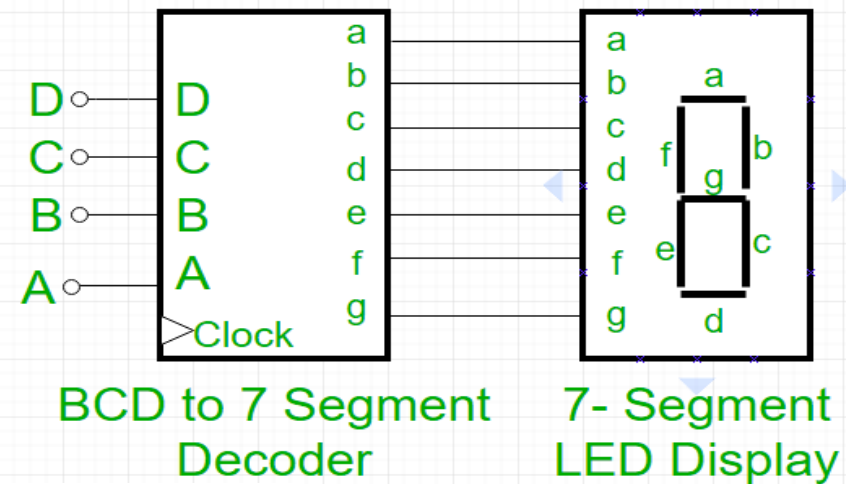 D
C
B
A
D
C
B
A
Clock
a
b
c
d
e
f
g
a
b
c
d
e
f
g
a
f
b
g
e
c
d
BCD to 7 Segment
Decoder
7- Segment
LED Display